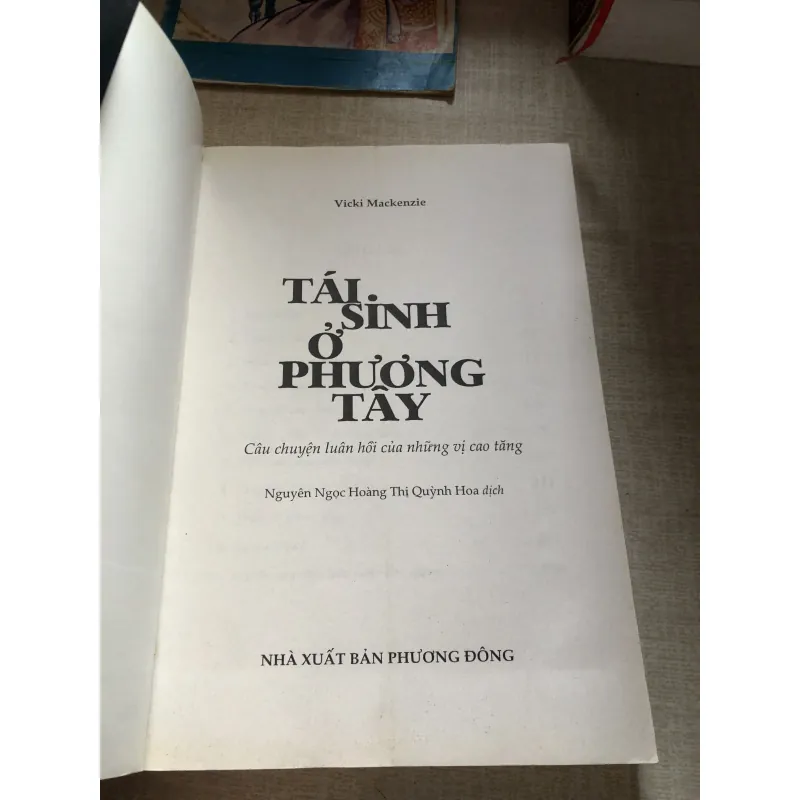 Vicki Mackenzie
TÁI
SINH
Ở
PHƯƠNG
TÂY
Câu chuyện luân hồi của những vị cao tăng
Nguyên Ngọc Hoàng Thị Quỳnh Hoa dịch
NHÀ XUẤT BẢN PHƯƠNG ĐÔNG